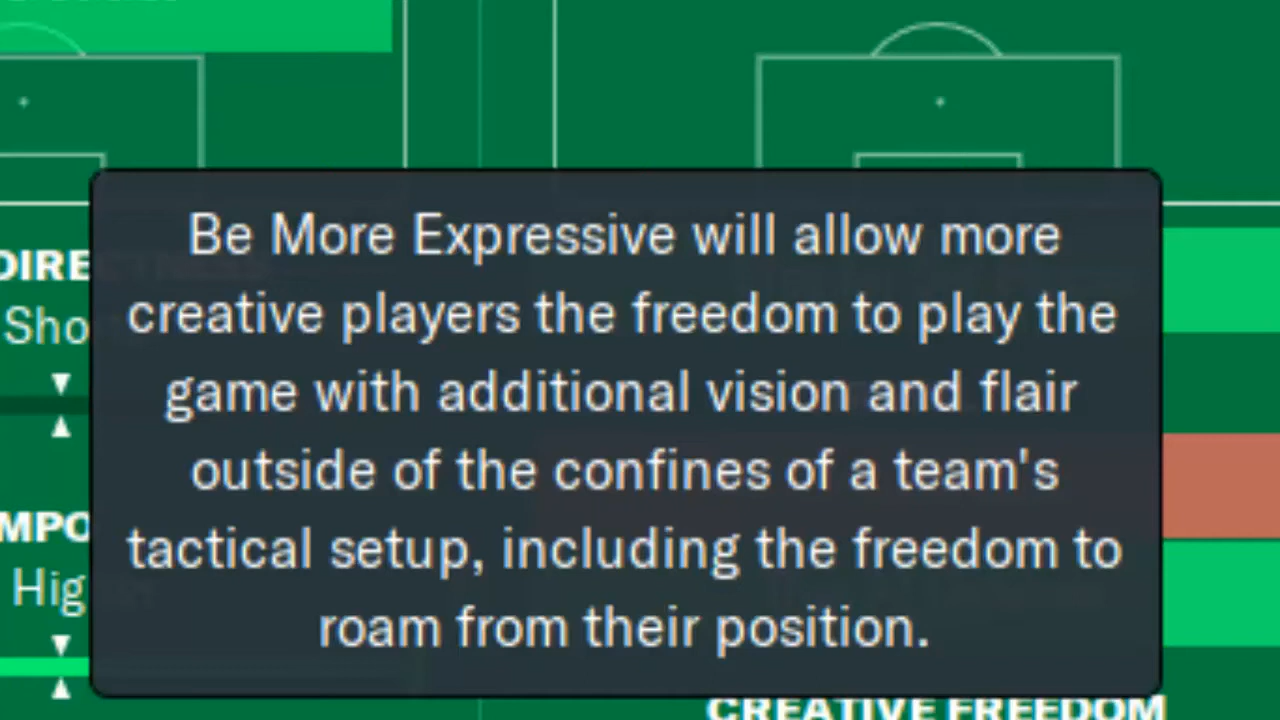 Be More Expressive will allow more
creative players the freedom to play the
game with additional vision and flair
outside of the confines of a team's
tactical setup, including the freedom to
roam from their position.
CREATIVE FREEDOM